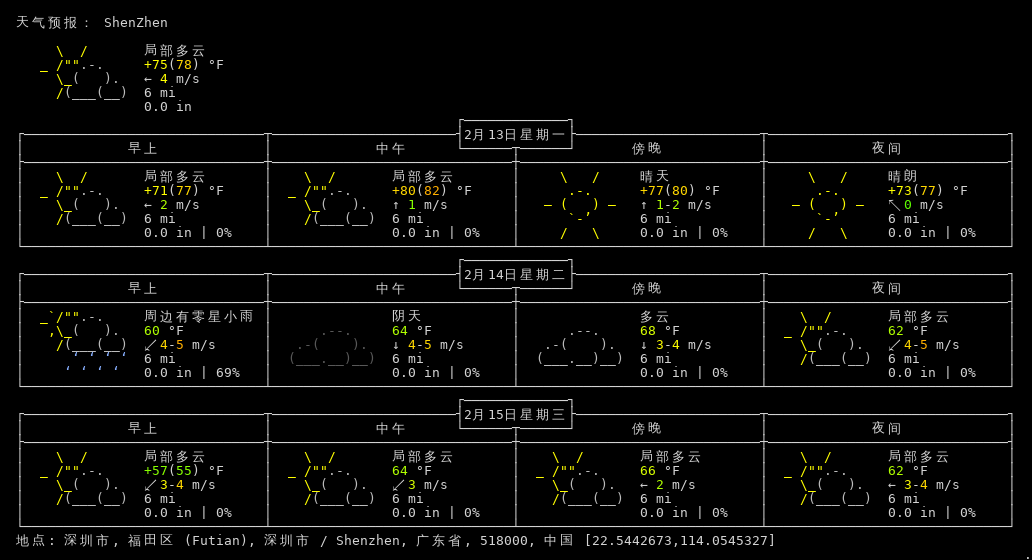 天气预报： ShenZhen
局部多云
+75(78) °F
← 4 m/s
6 mi
0.0 in
2月13日星期一
早上 中午 傍晚 夜间
局部多云 局部多云 晴天 晴朗
+71(77) °F +80(82) °F +77(80) °F +73(77) °F
← 2 m/s ↑ 1 m/s ↑ 1-2 m/s ↖ 0 m/s
6 mi 6 mi 6 mi 6 mi
0.0 in | 0% 0.0 in | 0% 0.0 in | 0% 0.0 in | 0%
2月14日星期二
早上 中午 傍晚 夜间
周边有零星小雨 阴天 多云 局部多云
60 °F 64 °F 68 °F 62 °F
↙ 4-5 m/s ↓ 4-5 m/s ↓ 3-4 m/s ↙ 4-5 m/s
6 mi 6 mi 6 mi 6 mi
0.0 in | 69% 0.0 in | 0% 0.0 in | 0% 0.0 in | 0%
2月15日星期三
早上 中午 傍晚 夜间
局部多云 局部多云 局部多云 局部多云
+57(55) °F 64 °F 66 °F 62 °F
↙ 3-4 m/s ↙ 3 m/s ← 2 m/s ← 3-4 m/s
6 mi 6 mi 6 mi 6 mi
0.0 in | 0% 0.0 in | 0% 0.0 in | 0% 0.0 in | 0%
地点: 深圳市, 福田区 (Futian), 深圳市 / Shenzhen, 广东省, 518000, 中国 [22.5442673,114.0545327]